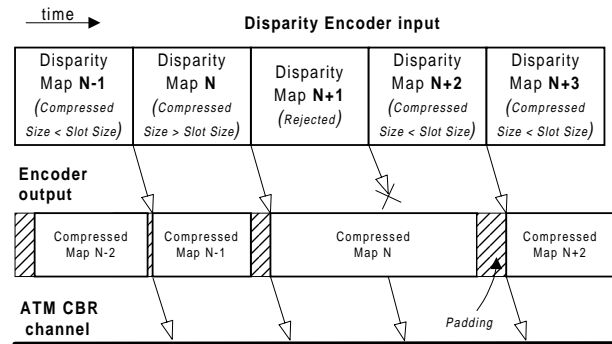 time
Disparity Encoder input
Disparity
Map N-1
(Compressed
Size < Slot Size)
Disparity
Map N
(Compressed
Size > Slot Size)
Disparity
Map N+1
(Rejected)
Disparity
Map N+2
(Compressed
Size < Slot Size)
Disparity
Map N+3
(Compressed
Size < Slot Size)
Encoder
output
Compressed
Map N-2
Compressed
Map N-1
Compressed
Map N
Compressed
Map N+2
ATM CBR
channel
Padding